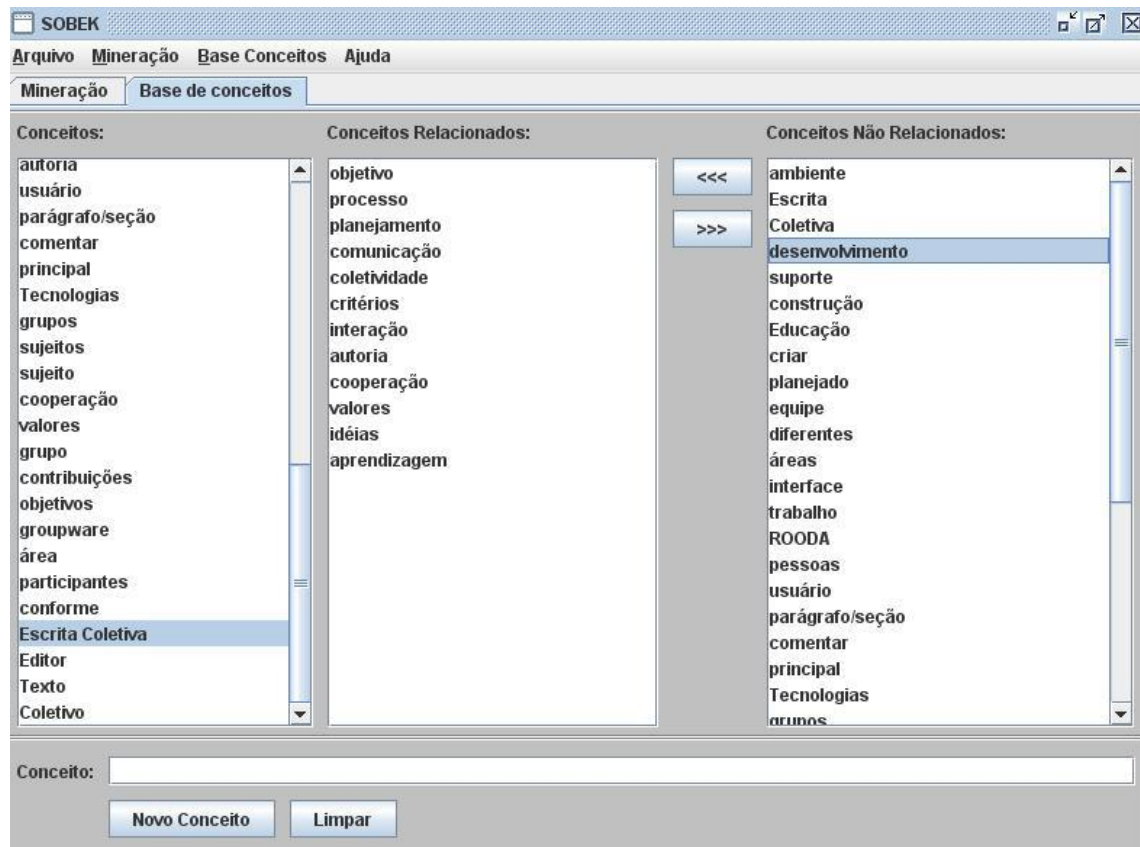 SOBEK
Arquivo Mineração Base Conceitos Ajuda
Mineração Base de conceitos
Conceitos:
autoria
usuário
parágrafo/seção
comentar
principal
Tecnologias
grupos
sujeitos
sujeito
cooperação
valores
grupo
contribuições
objetivos
groupware
área
participantes
conforme
Escrita Coletiva
Editor
Texto
Coletivo
Conceitos Relacionados:
objetivo
processo
planejamento
comunicação
coletividade
critérios
interação
autoria
cooperação
valores
idéias
aprendizagem
<<<
>>>
Conceitos Não Relacionados:
ambiente
Escrita
Coletiva
desenvolvimento
suporte
construção
Educação
criar
planejado
equipe
diferentes
áreas
interface
trabalho
ROODA
pessoas
usuário
parágrafo/seção
comentar
principal
Tecnologias
grupos
Conceito:
Novo Conceito Limpar